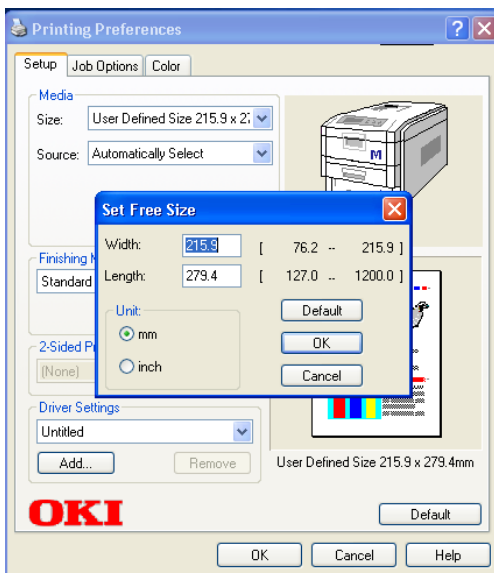 Printing Preferences
Setup Job Options Color
Media
Size: User Defined Size 215.9 x 2
Source: Automatically Select
M
Set Free Size
Width: 215.9 [ 76.2 -- 215.9 ]
Length: 279.4 [ 127.0 -- 1200.0 ]
Unit:
mm
inch
Default
OK
Cancel
Finishing
Standard
2-Sided P
(None)
Driver Settings
Untitled
Add... Remove
User Defined Size 215.9 x 279.4mm
OKI
Default
OK Cancel Help